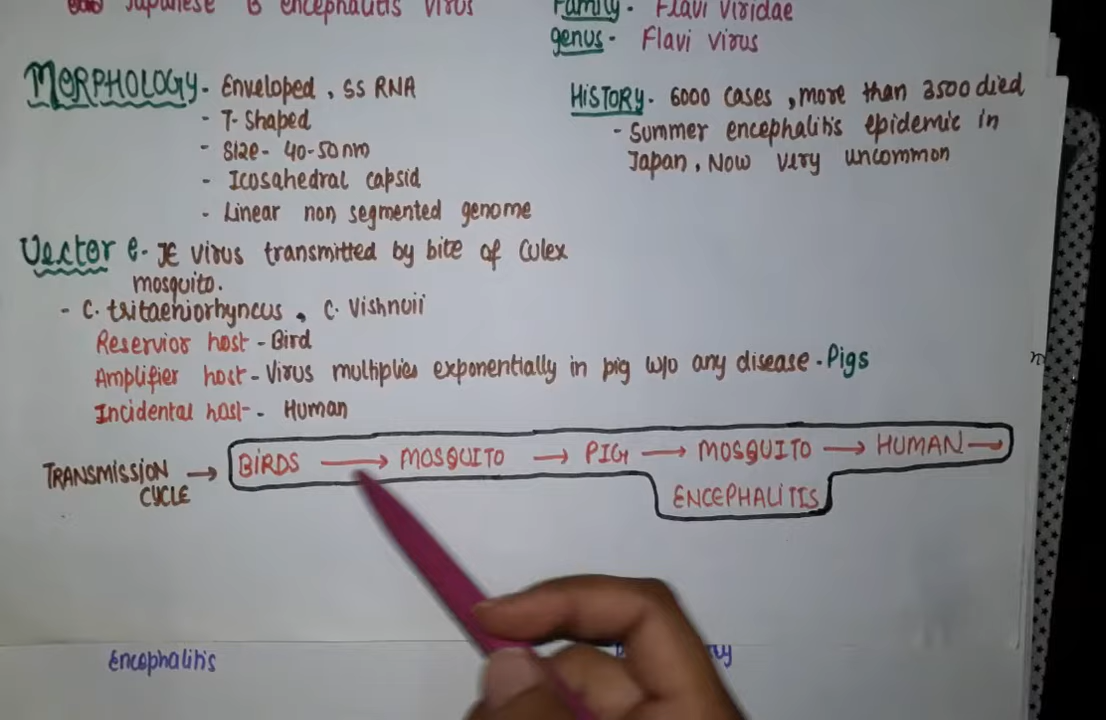 Japanese B encephalitis virus
Family- Flavi Viridae
genus- Flavi Virus
MORPHOLOGY- Enveloped, SS RNA
- T-Shaped
- Size- 40-50nm
- Icosahedral capsid
- Linear non segmented genome
HISTORY- 6000 cases, more than 3500 died
- Summer encephalitis epidemic in
Japan, Now very uncommon
Vector - JE virus transmitted by bite of Culex
mosquito.
- C. tritaeniorhyncus, C. Vishnuii
Reservior host - Bird
Amplifier host - Virus multiplies exponentially in pig w/o any disease - Pigs
Incidental host - Human
TRANSMISSION CYCLE → BIRDS → MOSQUITO → PIG → MOSQUITO → HUMAN →
ENCEPHALITIS
Encephalitis